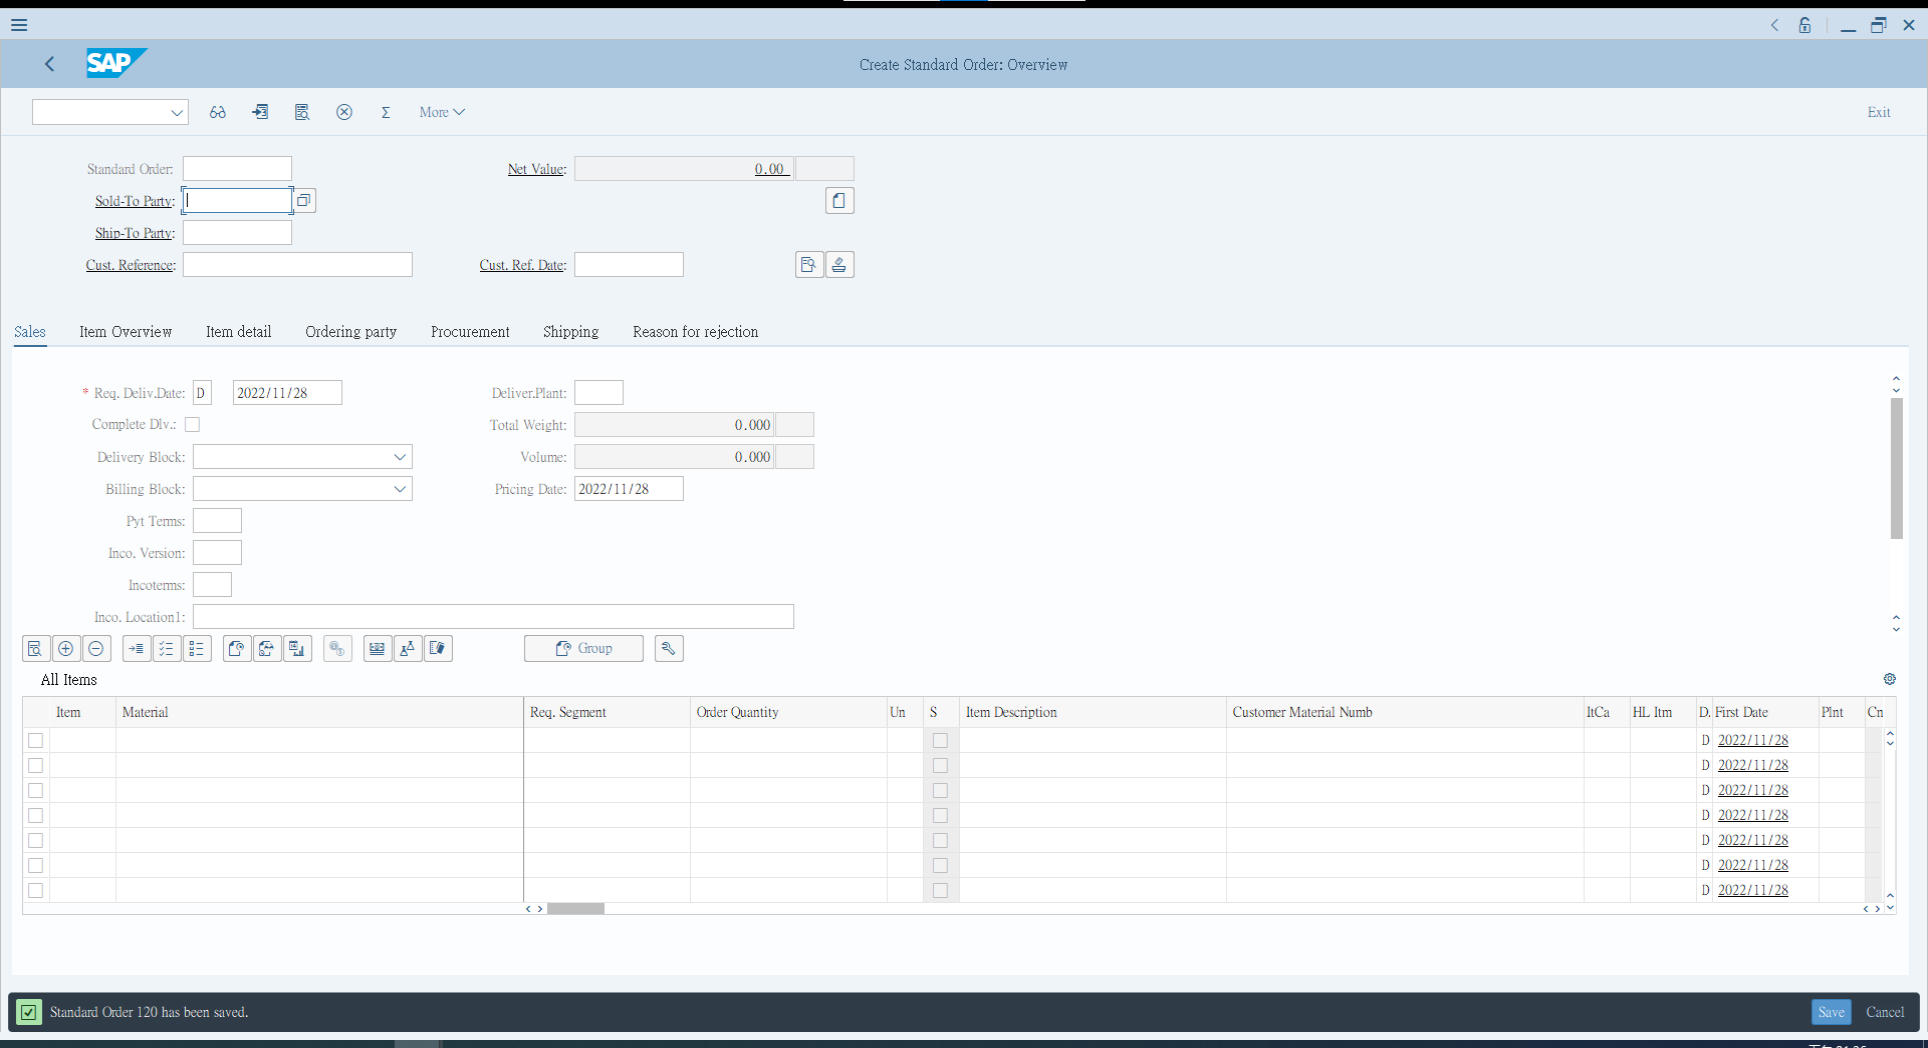 SAP
Create Standard Order: Overview
Σ More Exit
Standard Order: Net Value: 0.00
Sold-To Party:
Ship-To Party:
Cust. Reference: Cust. Ref. Date:
Sales Item Overview Item detail Ordering party Procurement Shipping Reason for rejection
* Req. Deliv.Date: D 2022/11/28 Deliver.Plant:
Complete Dlv.: Total Weight: 0.000
Delivery Block: Volume: 0.000
Billing Block: Pricing Date: 2022/11/28
Pyt Terms:
Inco. Version:
Incoterms:
Inco. Location1:
Group
All Items
Item Material Req. Segment Order Quantity Un S Item Description Customer Material Numb ItCa HL Itm D. First Date Plnt Cn
D 2022/11/28
D 2022/11/28
D 2022/11/28
D 2022/11/28
D 2022/11/28
D 2022/11/28
D 2022/11/28
Standard Order 120 has been saved. Save Cancel